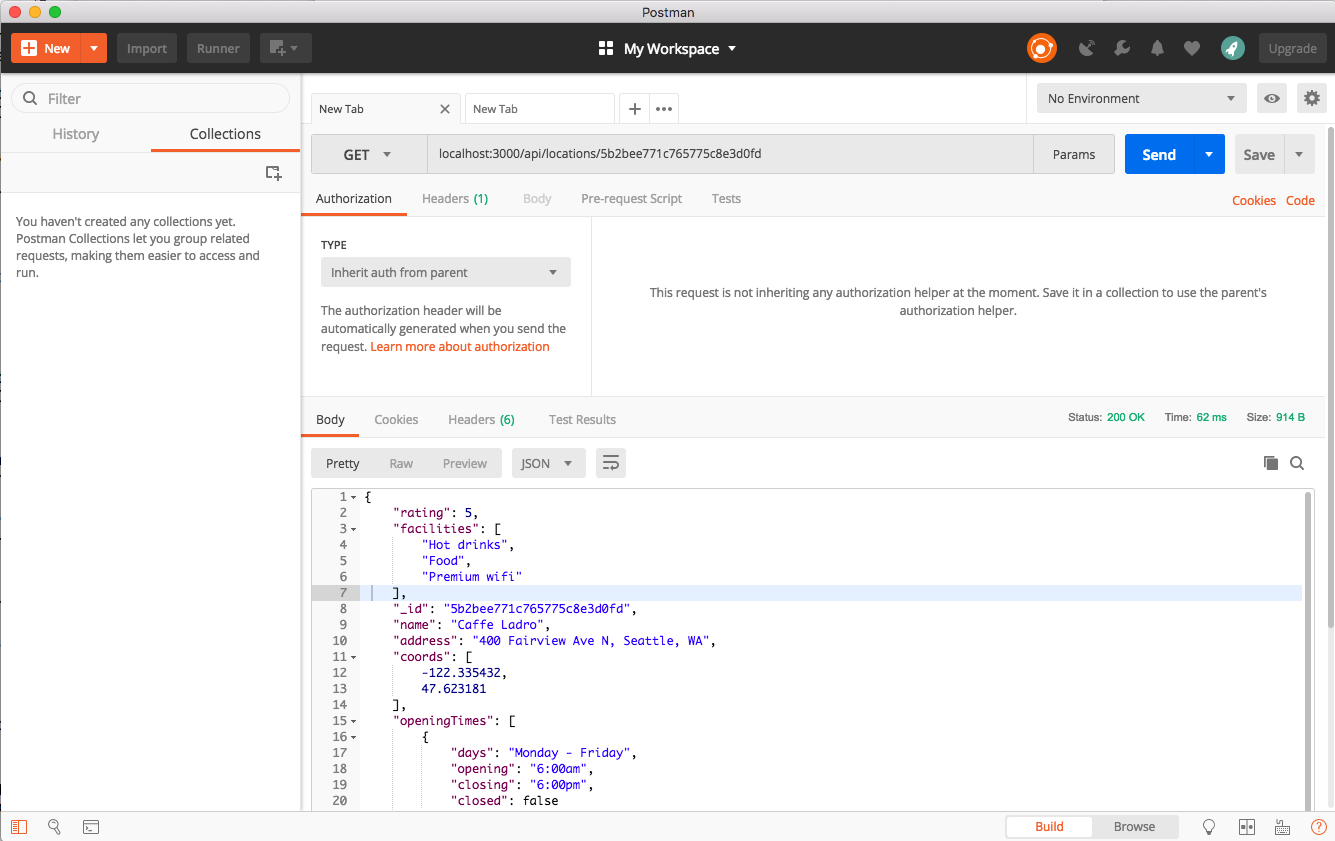 Postman
New
Import
Runner
My Workspace
Upgrade
Filter
History
Collections
You haven't created any collections yet.
Postman Collections let you group related
requests, making them easier to access and
run.
New Tab
New Tab
No Environment
GET
localhost:3000/api/locations/5b2bee771c765775c8e3d0fd
Params
Send
Save
Authorization
Headers (1)
Body
Pre-request Script
Tests
Cookies
Code
TYPE
Inherit auth from parent
The authorization header will be
automatically generated when you send the
request. Learn more about authorization
This request is not inheriting any authorization helper at the moment. Save it in a collection to use the parent's
authorization helper.
Body
Cookies
Headers (6)
Test Results
Status: 200 OK
Time: 62 ms
Size: 914 B
Pretty
Raw
Preview
JSON
1 {
2 "rating": 5,
3 "facilities": [
4 "Hot drinks",
5 "Food",
6 "Premium wifi"
7 ],
8 "_id": "5b2bee771c765775c8e3d0fd",
9 "name": "Caffe Ladro",
10 "address": "400 Fairview Ave N, Seattle, WA",
11 "coords": [
12 -122.335432,
13 47.623181
14 ],
15 "openingTimes": [
16 {
17 "days": "Monday - Friday",
18 "opening": "6:00am",
19 "closing": "6:00pm",
20 "closed": false
Build
Browse